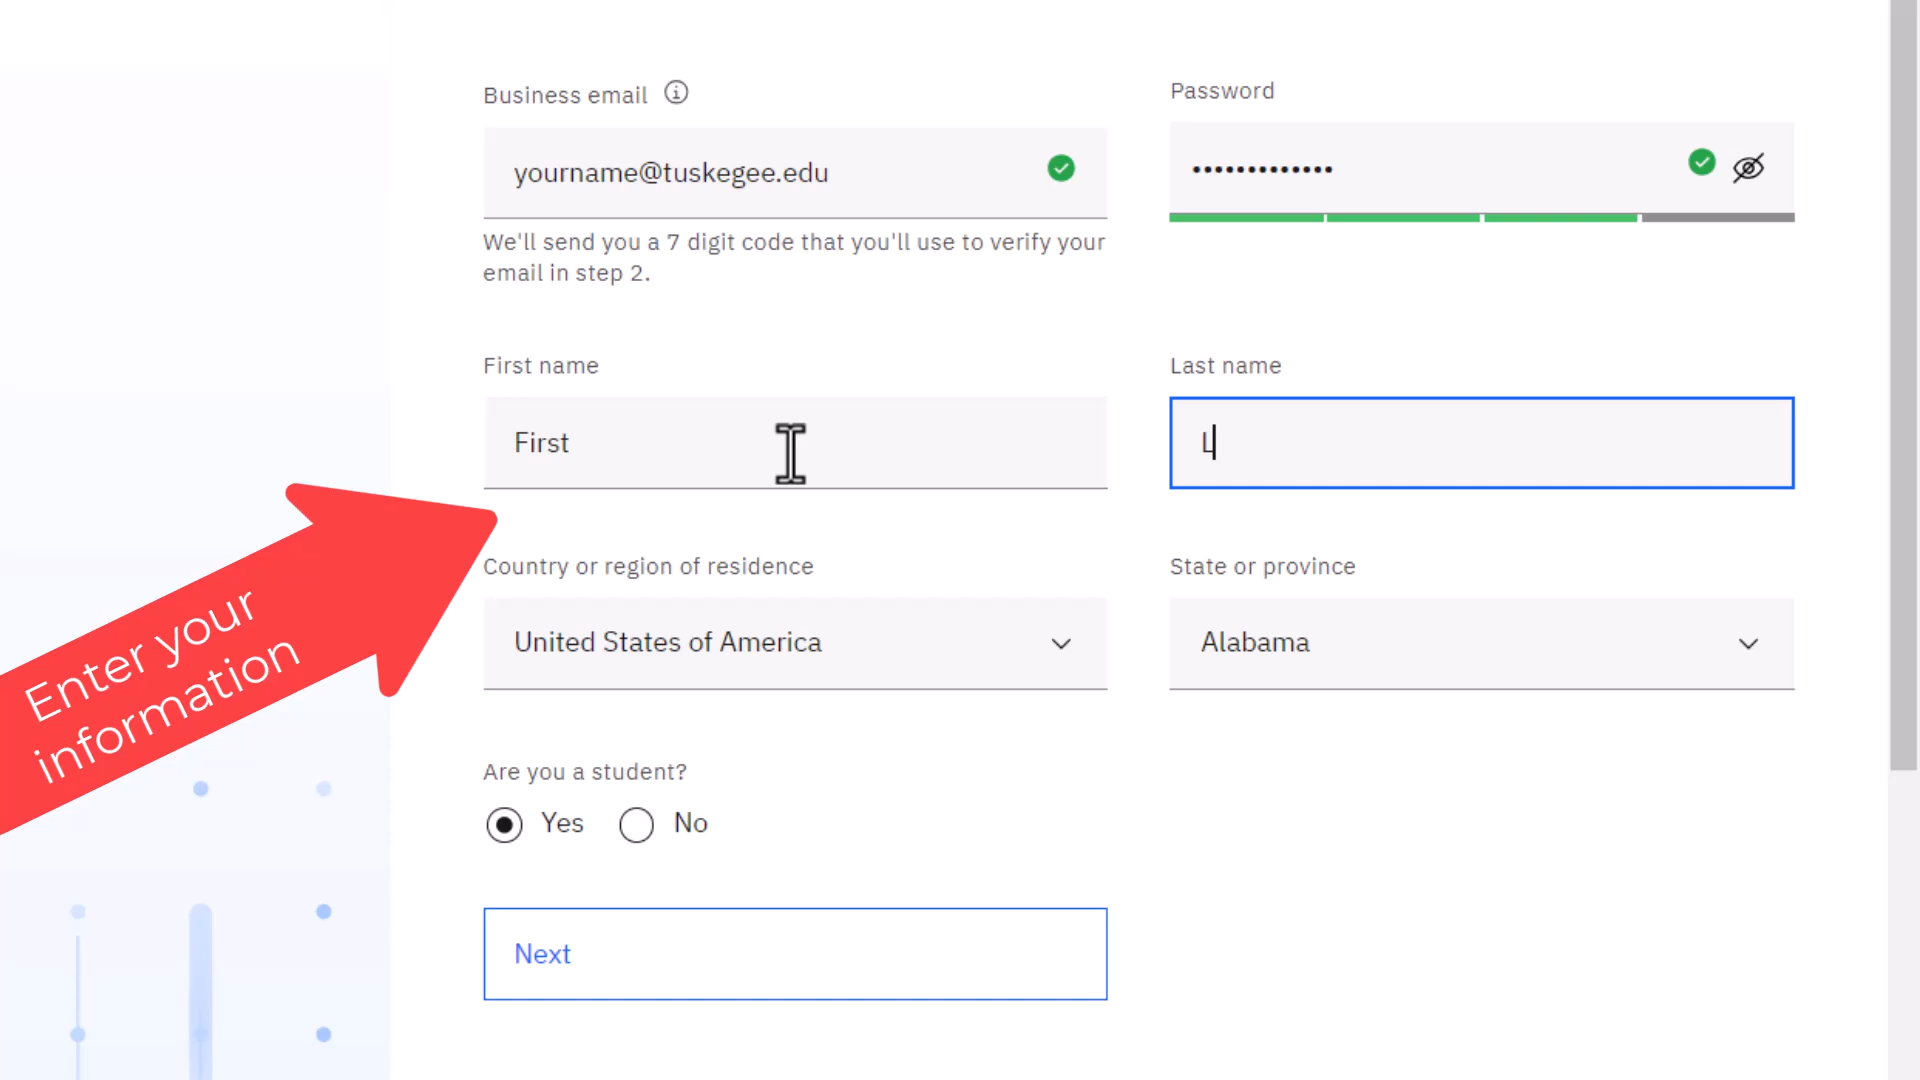 Business email
Password
yourname@tuskegee.edu
•••••••••••••
We'll send you a 7 digit code that you'll use to verify your
email in step 2.
First name
Last name
First
L
Country or region of residence
State or province
United States of America
Alabama
Enter your
information
Are you a student?
Yes
No
Next